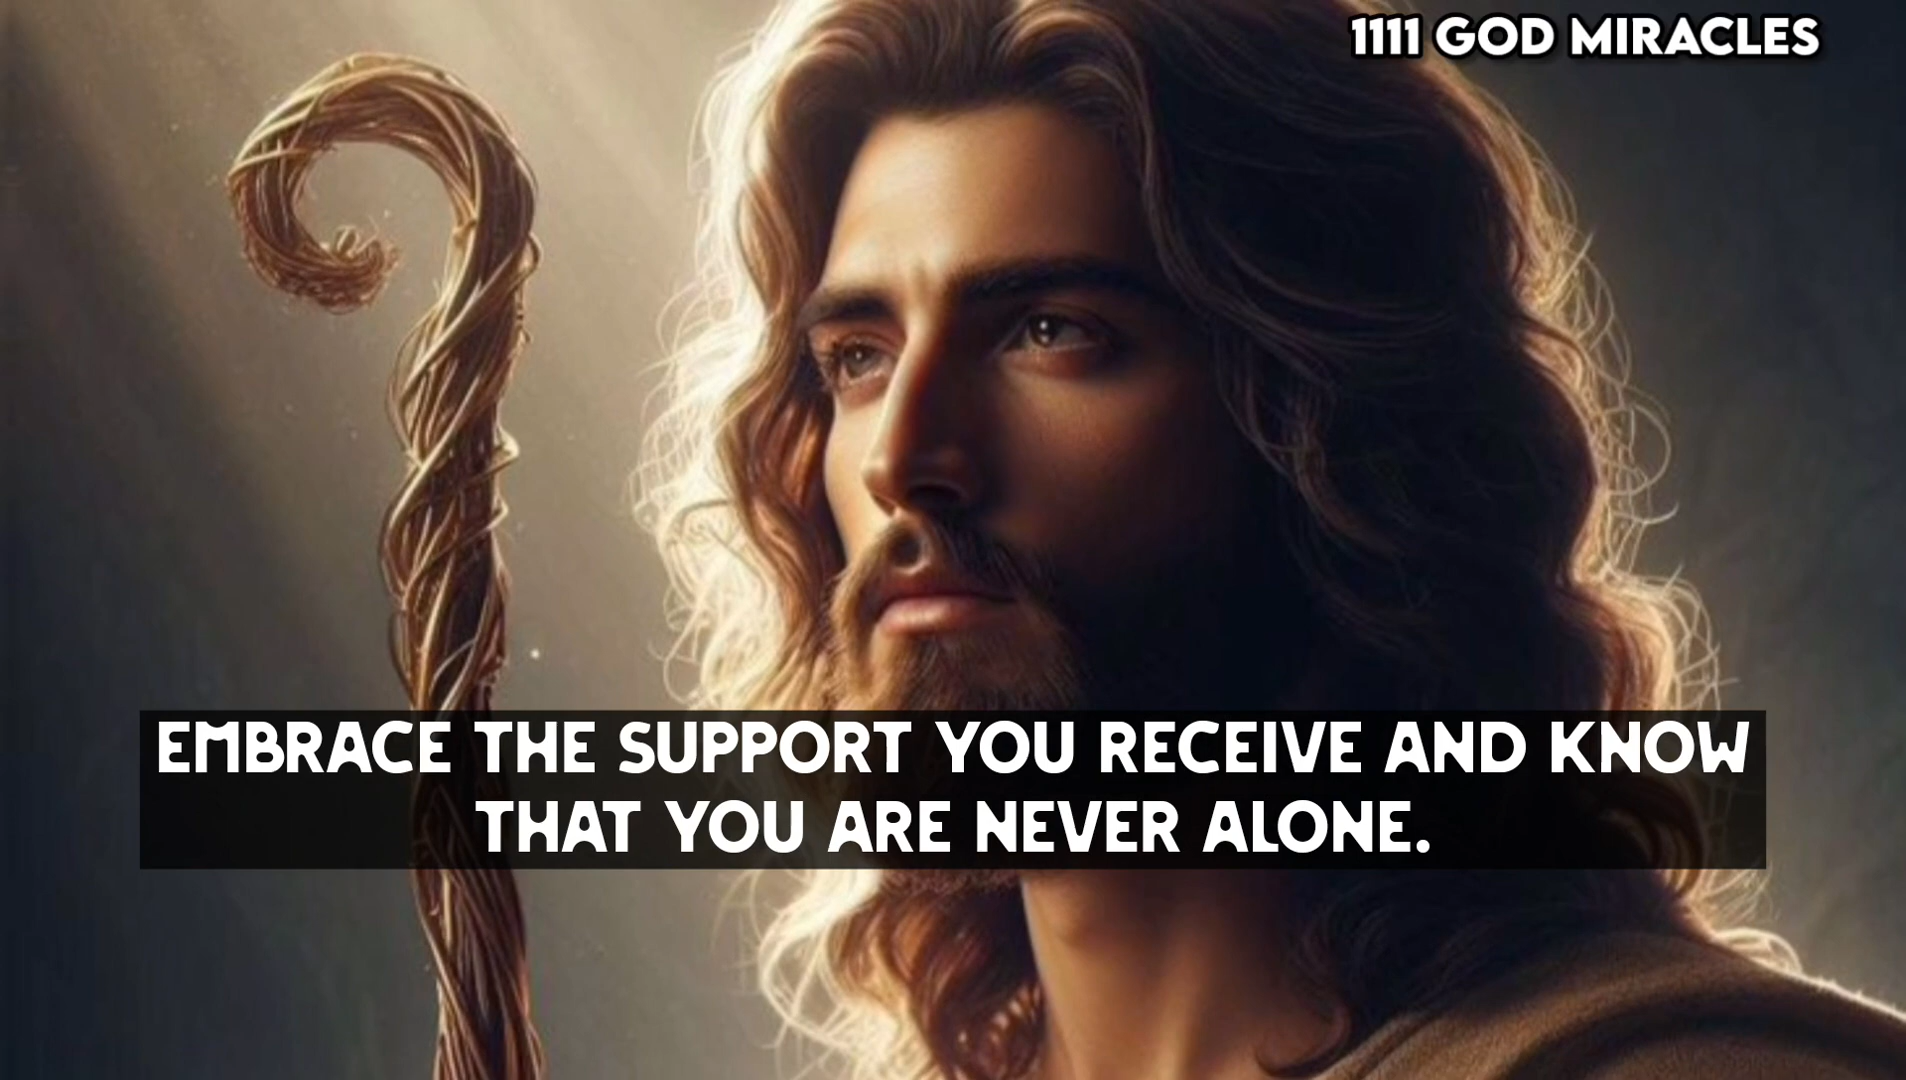 1111 GOD MIRACLES
EMBRACE THE SUPPORT YOU RECEIVE AND KNOW
THAT YOU ARE NEVER ALONE.